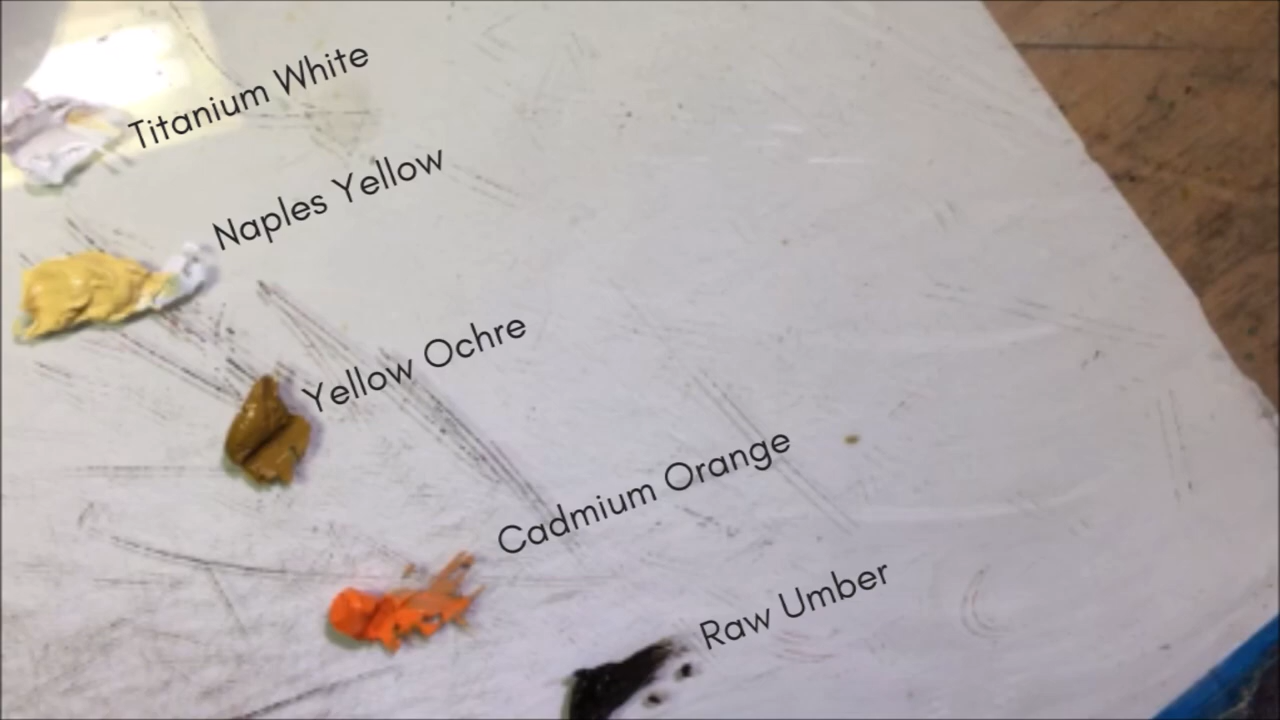 Titanium White
Naples Yellow
Yellow Ochre
Cadmium Orange
Raw Umber